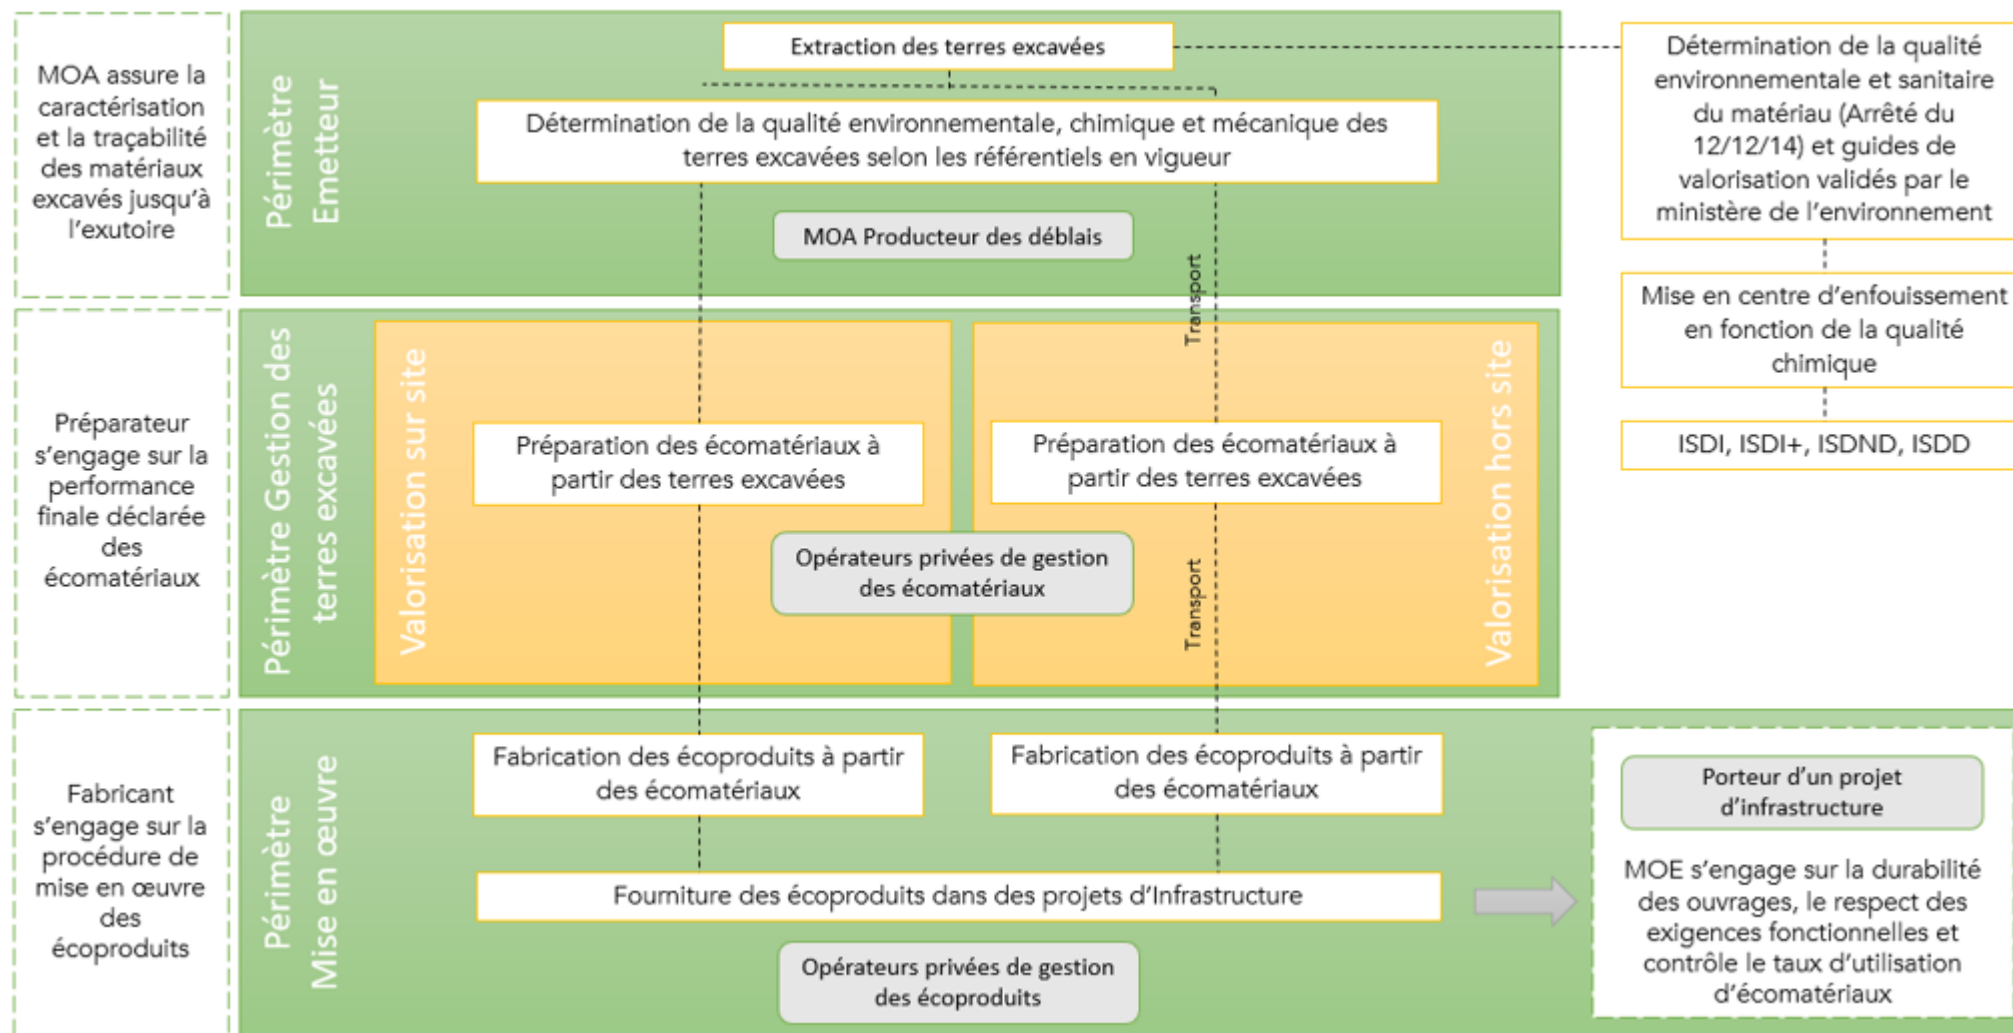 MOA assure la
caractérisation
et la traçabilité
des matériaux
excavés jusqu'à
l'exutoire
Périmètre
Emetteur
Extraction des terres excavées
Détermination de la qualité environnementale, chimique et mécanique des
terres excavées selon les référentiels en vigueur
MOA Producteur des déblais
Transport
Détermination de la qualité
environnementale et sanitaire
du matériau (Arrêté du
12/12/14) et guides de
valorisation validés par le
ministère de l'environnement
Mise en centre d'enfouissement
en fonction de la qualité
chimique
ISDI, ISDI+, ISDND, ISDD
Préparateur
s'engage sur la
performance
finale déclarée
des
écomatériaux
Périmètre Gestion des
terres excavées
Valorisation sur site
Préparation des écomatériaux à
partir des terres excavées
Préparation des écomatériaux à
partir des terres excavées
Valorisation hors site
Opérateurs privées de gestion
des écomatériaux
Transport
Fabricant
s'engage sur la
procédure de
mise en œuvre
des
écoproduits
Périmètre
Mise en œuvre
Fabrication des écoproduits à partir
des écomatériaux
Fabrication des écoproduits à partir
des écomatériaux
Fourniture des écoproduits dans des projets d'Infrastructure
Opérateurs privées de gestion
des écoproduits
Porteur d'un projet
d'infrastructure
MOE s'engage sur la durabilité
des ouvrages, le respect des
exigences fonctionnelles et
contrôle le taux d'utilisation
d'écomatériaux